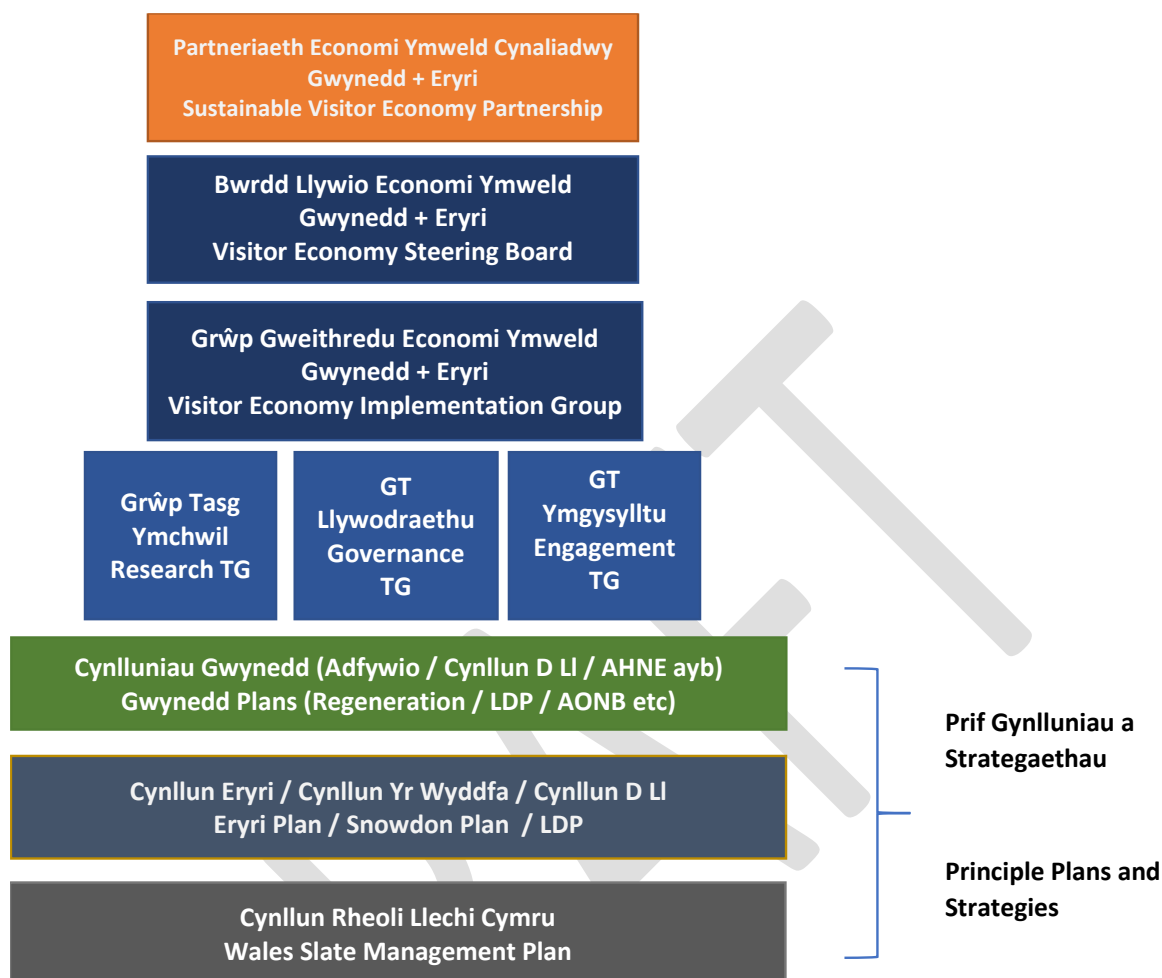 Partneriaeth Economi Ymweld Cynaliadwy
Gwynedd + Eryri
Sustainable Visitor Economy Partnership
Bwrdd Llywio Economi Ymweld
Gwynedd + Eryri
Visitor Economy Steering Board
Grŵp Gweithredu Economi Ymweld
Gwynedd + Eryri
Visitor Economy Implementation Group
Grŵp Tasg
Ymchwil
Research TG
GT
Llywodraethu
Governance
TG
GT
Ymgysylltu
Engagement
TG
Cynlluniau Gwynedd (Adfywio / Cynllun D Ll / AHNE ayb)
Gwynedd Plans (Regeneration / LDP / AONB etc)
Cynllun Eryri / Cynllun Yr Wyddfa / Cynllun D Ll
Eryri Plan / Snowdon Plan / LDP
Cynllun Rheoli Llechi Cymru
Wales Slate Management Plan
Prif Gynlluniau a
Strategaethau
Principle Plans and
Strategies